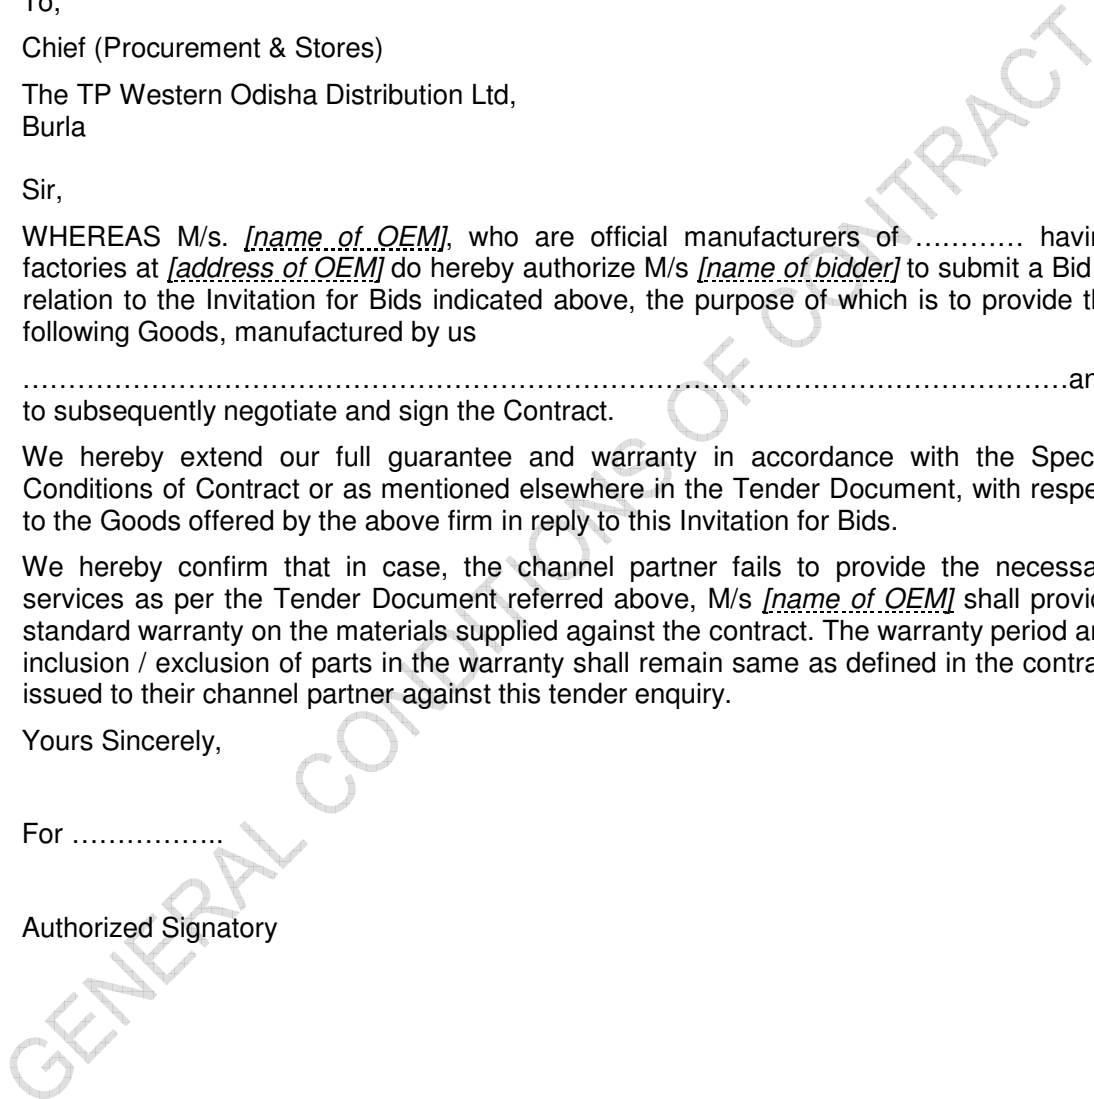 To,
Chief (Procurement & Stores)
The TP Western Odisha Distribution Ltd,
Burla
Sir,
WHEREAS M/s. [name of OEM], who are official manufacturers of ………… havin
factories at [address of OEM] do hereby authorize M/s [name of bidder] to submit a Bid
relation to the Invitation for Bids indicated above, the purpose of which is to provide th
following Goods, manufactured by us
……………………………………………………………………………………………………an
to subsequently negotiate and sign the Contract.
We hereby extend our full guarantee and warranty in accordance with the Spec
Conditions of Contract or as mentioned elsewhere in the Tender Document, with respe
to the Goods offered by the above firm in reply to this Invitation for Bids.
We hereby confirm that in case, the channel partner fails to provide the necessa
services as per the Tender Document referred above, M/s [name of OEM] shall provid
standard warranty on the materials supplied against the contract. The warranty period an
inclusion / exclusion of parts in the warranty shall remain same as defined in the contra
issued to their channel partner against this tender enquiry.
Yours Sincerely,
For ……………..
Authorized Signatory
GENERAL CONDITIONS OF CONTRACT